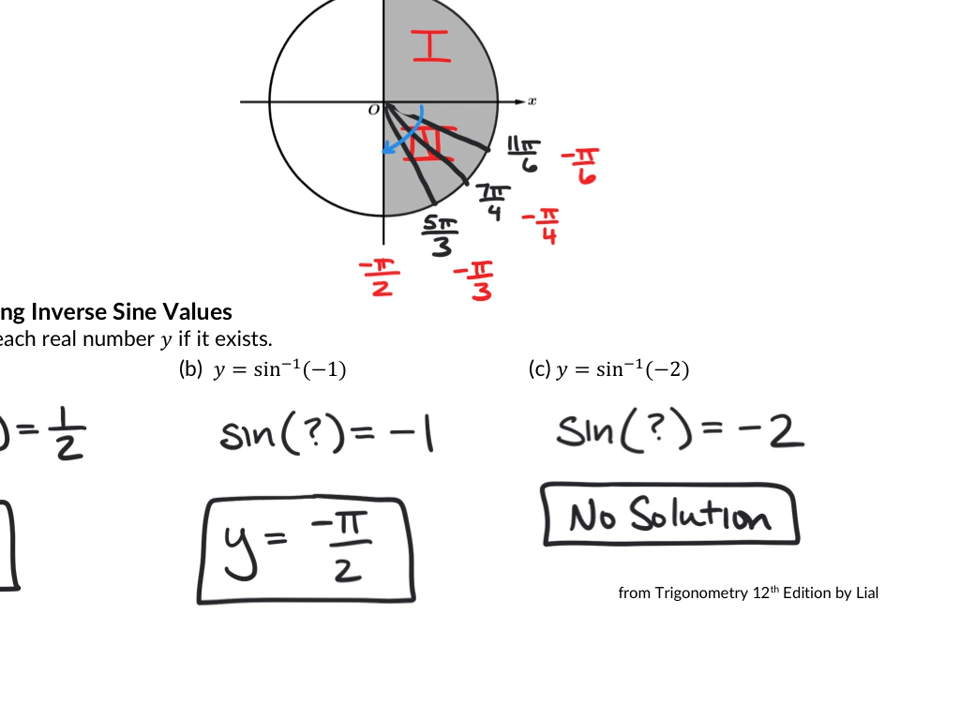 I
x
O
IV
11π/6 -π/6
7π/4 -π/4
5π/3 -π/3
-π/2
ng Inverse Sine Values
each real number y if it exists.
(b) y = sin⁻¹(−1) (c) y = sin⁻¹(−2)
) = 1/2 sin(?) = −1 sin(?) = −2
y = -π/2 No Solution
from Trigonometry 12th Edition by Lial